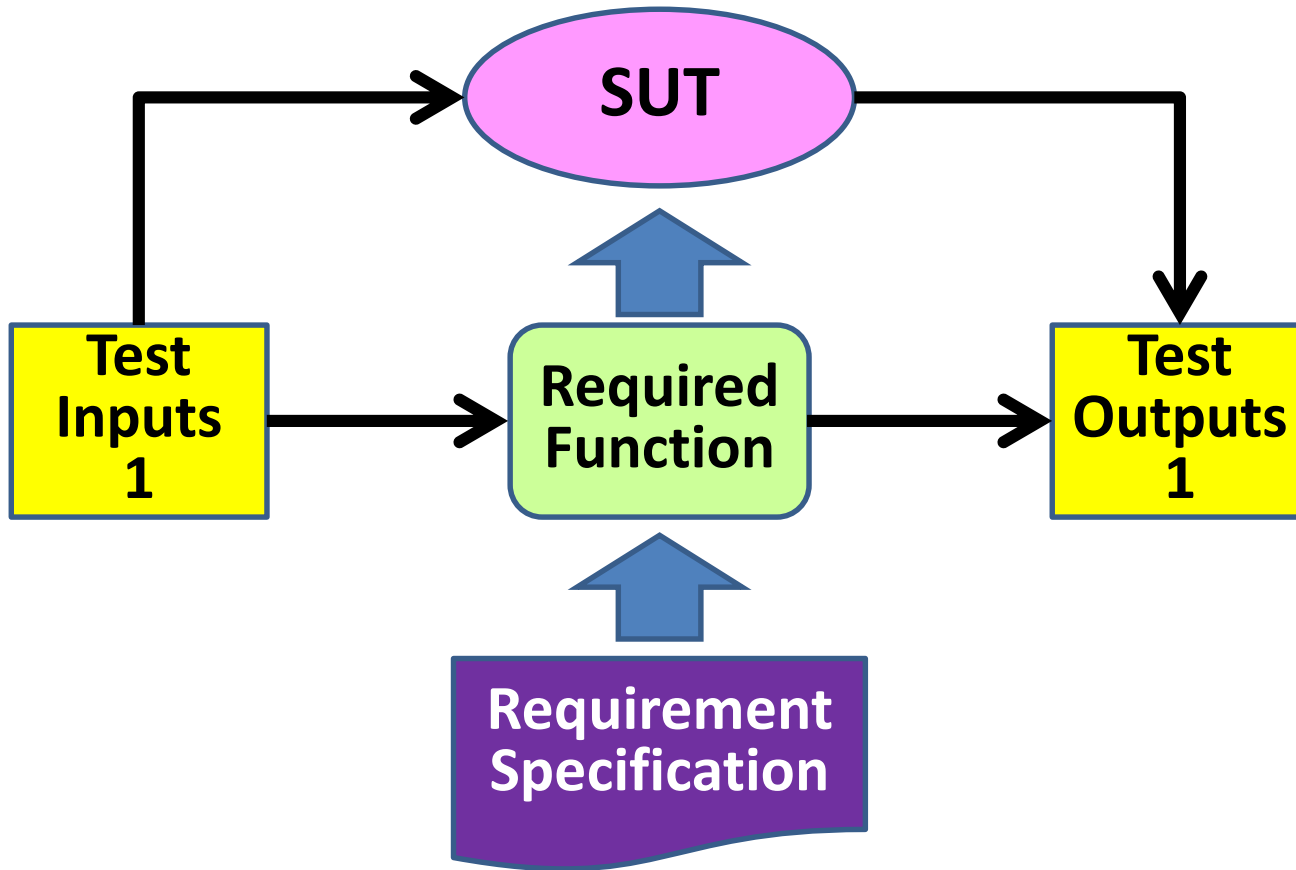 SUT
Test
Inputs
1
Required
Function
Test
Outputs
1
Requirement
Specification